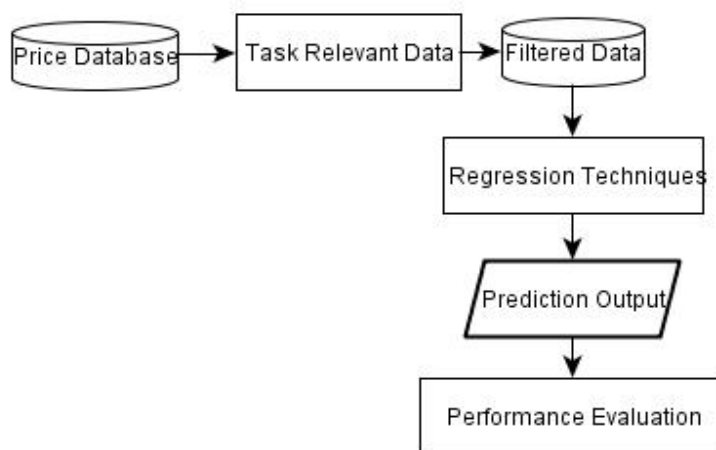 Price Database
Task Relevant Data
Filtered Data
Regression Techniques
Prediction Output
Performance Evaluation